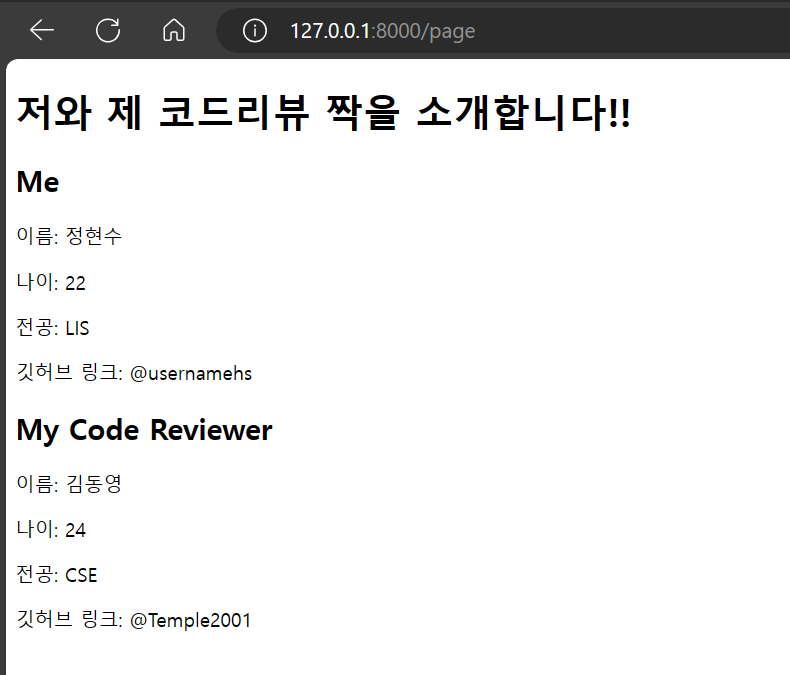 127.0.0.1:8000/page
저와 제 코드리뷰 짝을 소개합니다!!
Me
이름: 정현수
나이: 22
전공: LIS
깃허브 링크: @usernamehs
My Code Reviewer
이름: 김동영
나이: 24
전공: CSE
깃허브 링크: @Temple2001